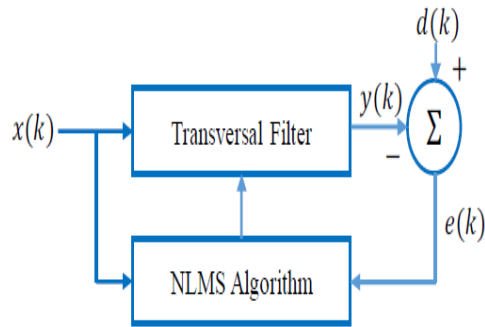 d(k)
+
x(k)
Transversal Filter
y(k)
Σ
−
e(k)
NLMS Algorithm